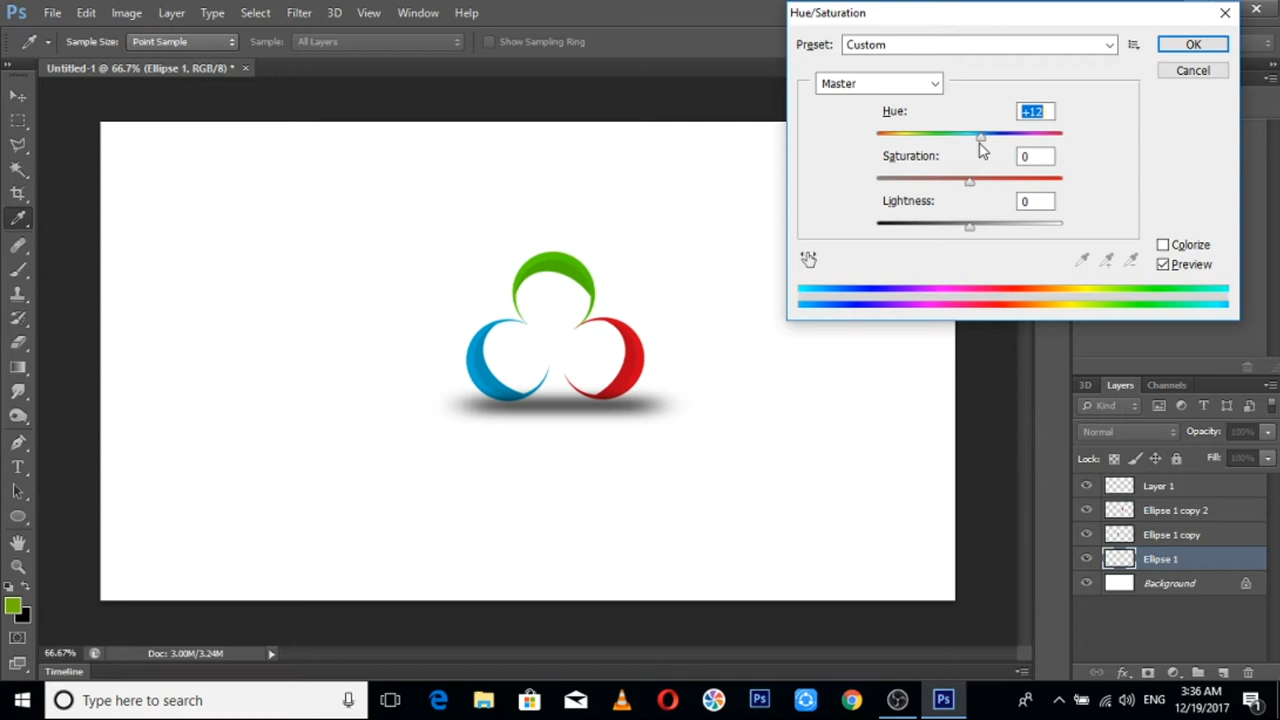 Ps File Edit Image Layer Type Select Filter 3D View Window Help
Hue/Saturation
Sample Size: Point Sample Sample: All Layers Show Sampling Ring
Preset: Custom OK
Untitled-1 @ 66.7% (Ellipse 1, RGB/8) *
Cancel
Master
Hue: +12
Saturation: 0
Lightness: 0
Colorize
Preview
3D Layers Channels
Kind
Normal Opacity: 100%
Lock: Fill: 100%
Layer 1
Ellipse 1 copy 2
Ellipse 1 copy
Ellipse 1
Background
66.67% Doc: 3.00M/3.24M
Timeline
Type here to search Ps Ps ENG 3:36 AM
12/19/2017 1